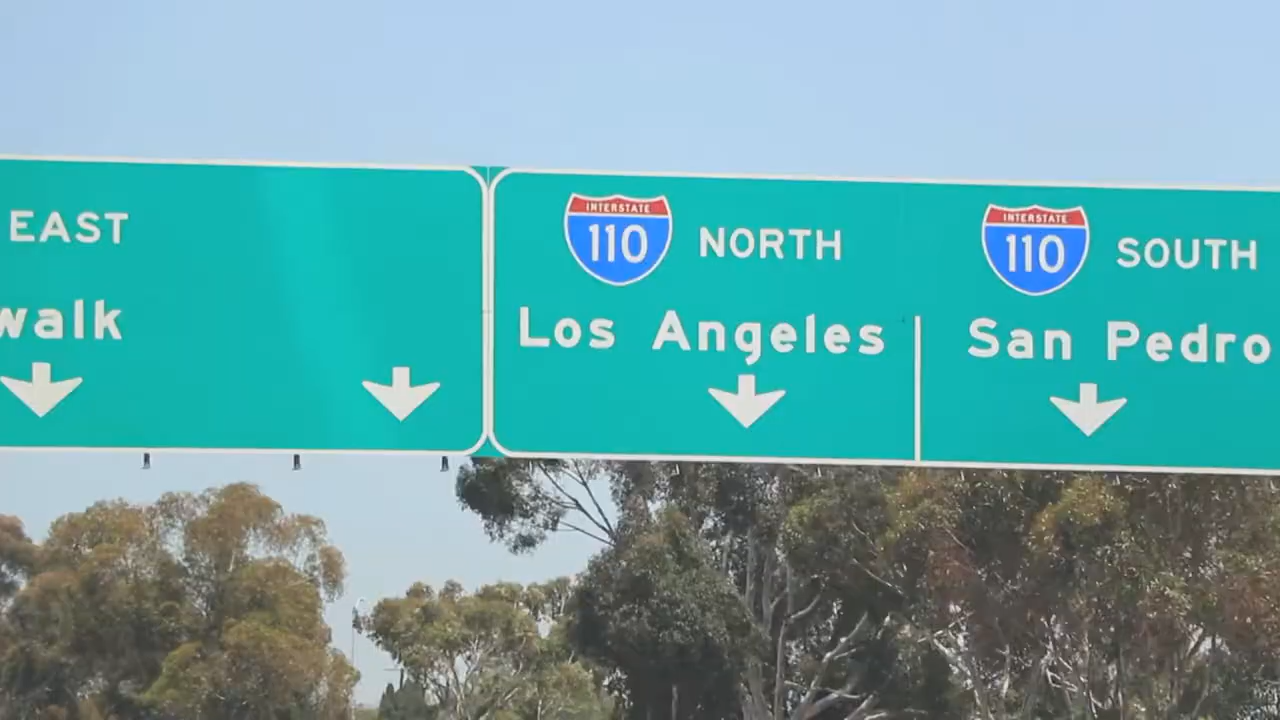 EAST
walk
INTERSTATE
110 NORTH
Los Angeles
INTERSTATE
110 SOUTH
San Pedro